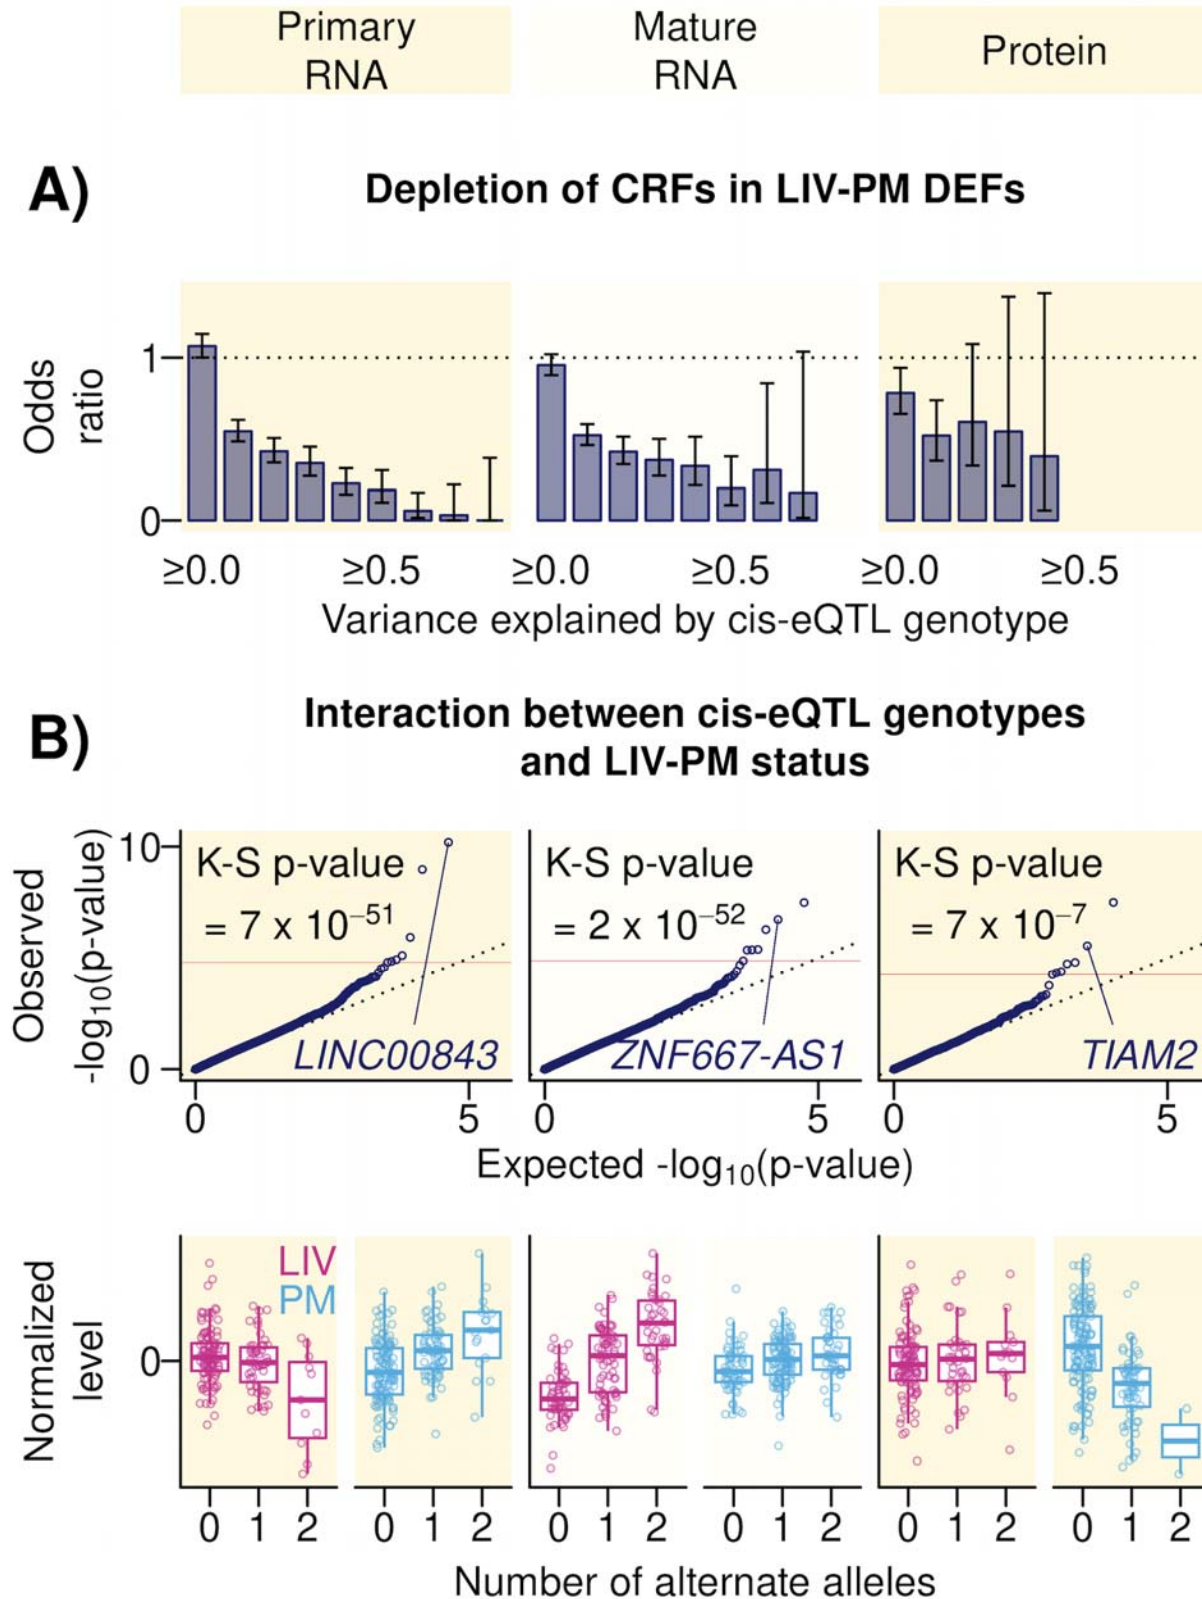 Primary
RNA
Mature
RNA
Protein
A)
Depletion of CRFs in LIV-PM DEFs
Odds
ratio
1
0
≥0.0
≥0.5
≥0.0
≥0.5
≥0.0
≥0.5
Variance explained by cis-eQTL genotype
B)
Interaction between cis-eQTL genotypes
and LIV-PM status
Observed
-log₁₀(p-value)
10
0
K-S p-value
= 7 x 10⁻⁵¹
LINC00843
K-S p-value
= 2 x 10⁻⁵²
ZNF667-AS1
K-S p-value
= 7 x 10⁻⁷
TIAM2
0 5
0 5
0 5
Expected -log₁₀(p-value)
Normalized
level
0
LIV
PM
0 1 2
0 1 2
0 1 2
0 1 2
0 1 2
0 1 2
Number of alternate alleles